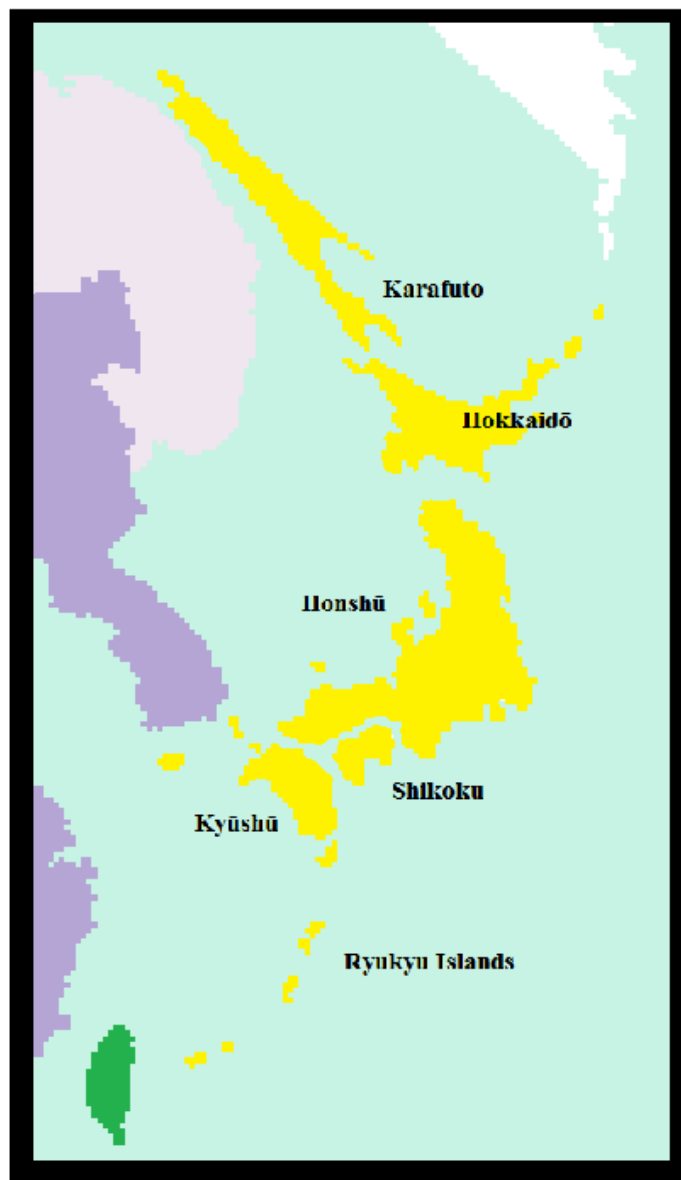 Karafuto
Hokkaidō
Honshū
Shikoku
Kyūshū
Ryukyu Islands